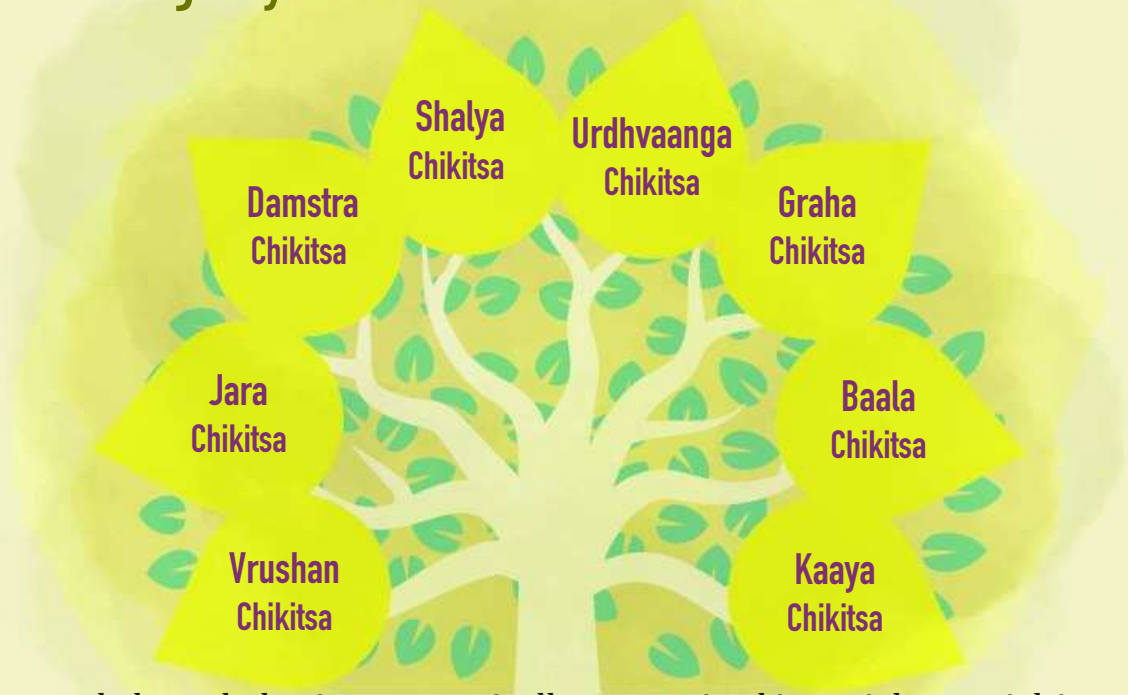 Shalya
Chikitsa
Urdhvaanga
Chikitsa
Damstra
Chikitsa
Graha
Chikitsa
Jara
Chikitsa
Baala
Chikitsa
Vrushan
Chikitsa
Kaaya
Chikitsa